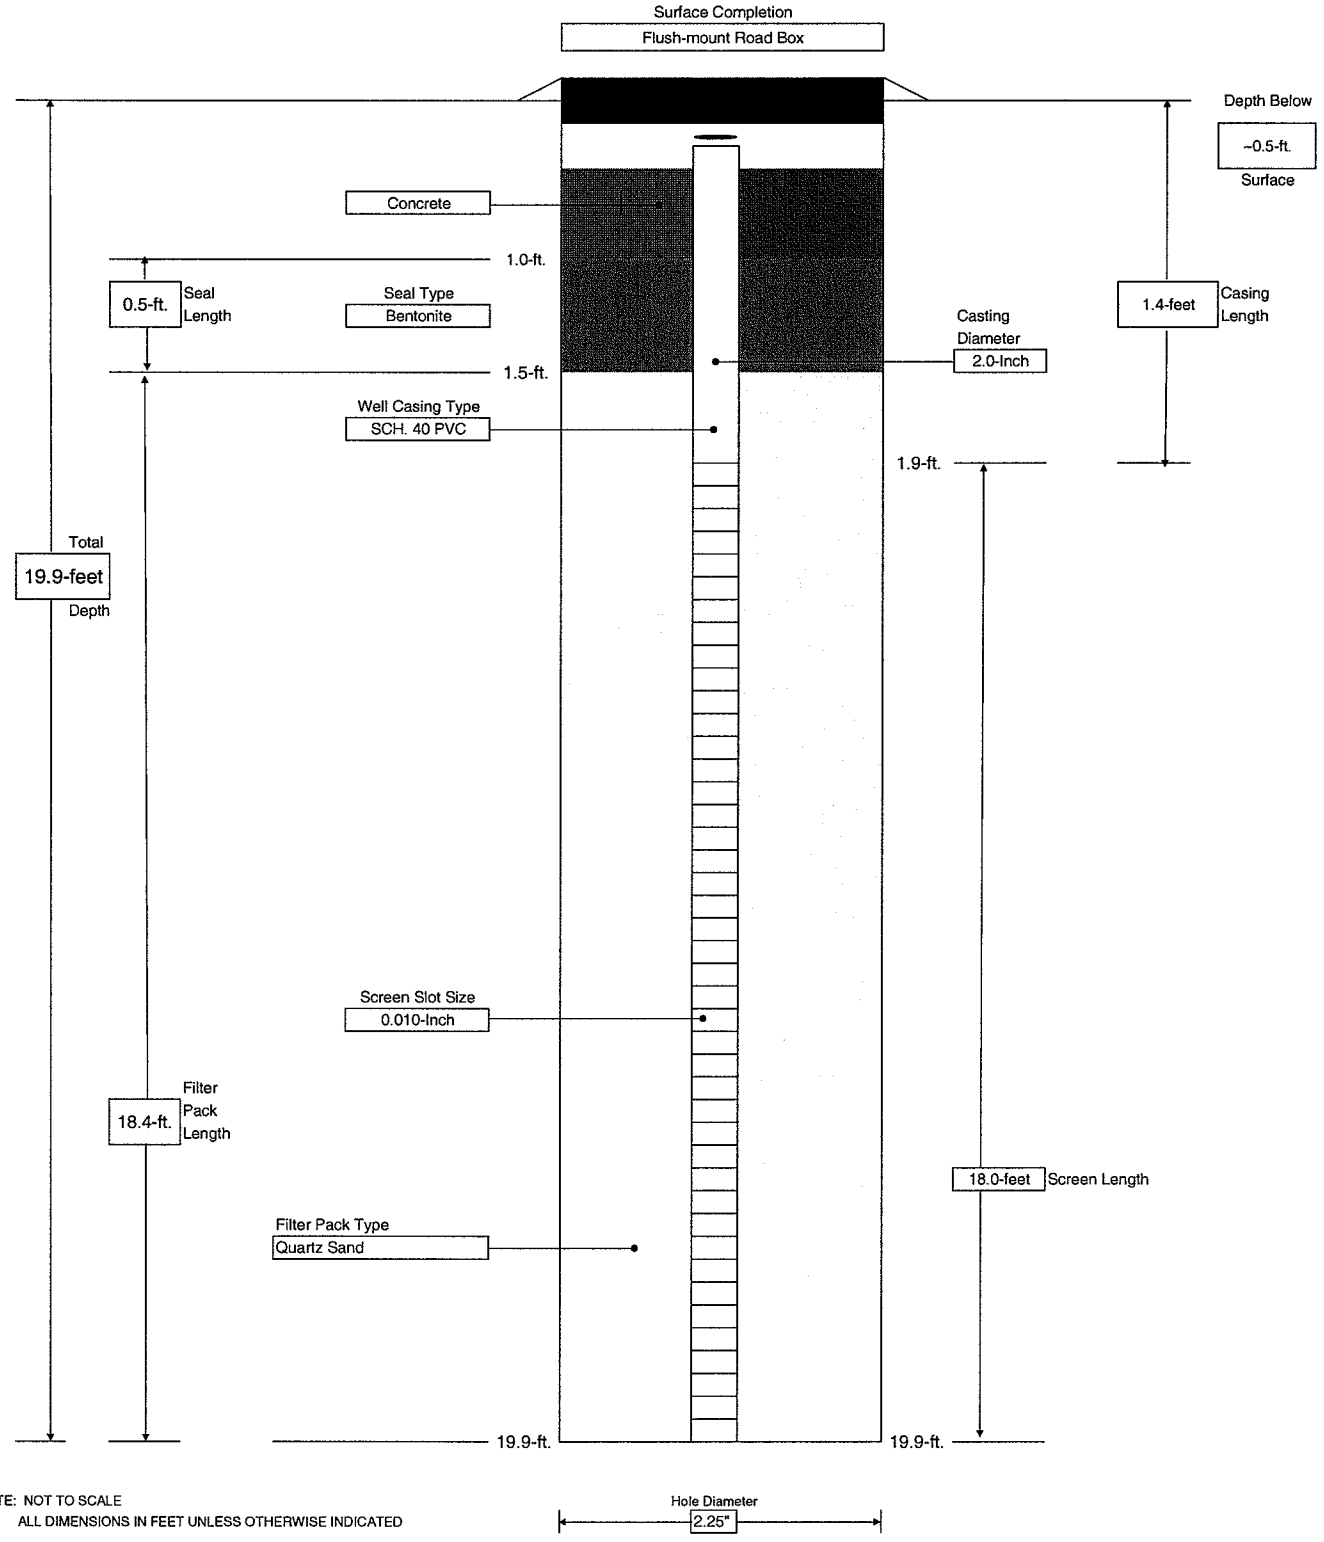 Surface Completion
Flush-mount Road Box
Depth Below
~0.5-ft.
Surface
Concrete
1.0-ft.
0.5-ft.
Seal
Length
Seal Type
Bentonite
1.4-feet
Casing
Length
Casting
Diameter
2.0-Inch
1.5-ft.
Well Casing Type
SCH. 40 PVC
1.9-ft.
Total
19.9-feet
Depth
Screen Slot Size
0.010-Inch
Filter
Pack
Length
18.4-ft.
18.0-feet Screen Length
Filter Pack Type
Quartz Sand
19.9-ft.
19.9-ft.
TE: NOT TO SCALE
ALL DIMENSIONS IN FEET UNLESS OTHERWISE INDICATED
Hole Diameter
2.25"